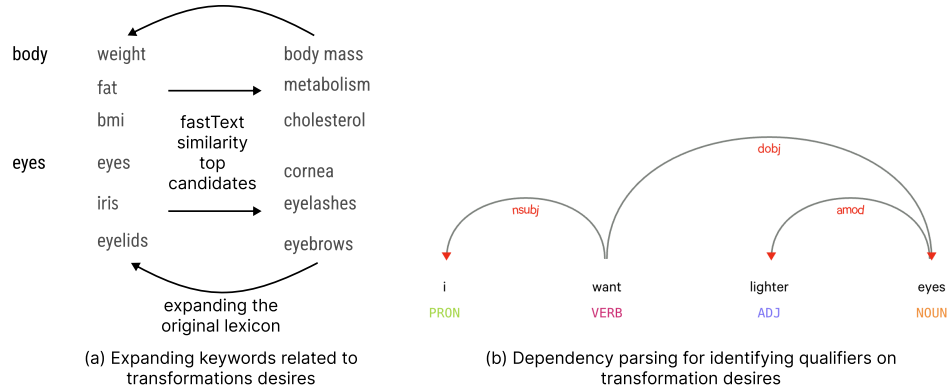 body weight body mass
fat metabolism
bmi fastText cholesterol
similarity
top
eyes eyes candidates cornea
iris eyelashes
eyelids eyebrows
expanding the
original lexicon
(a) Expanding keywords related to
transformations desires
dobj
nsubj amod
i want lighter eyes
PRON VERB ADJ NOUN
(b) Dependency parsing for identifying qualifiers on
transformation desires